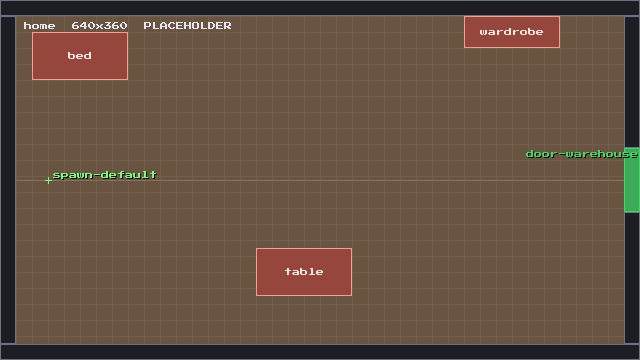 home 640x360 PLACEHOLDER
wardrobe
bed
door-warehouse
spawn-default
table